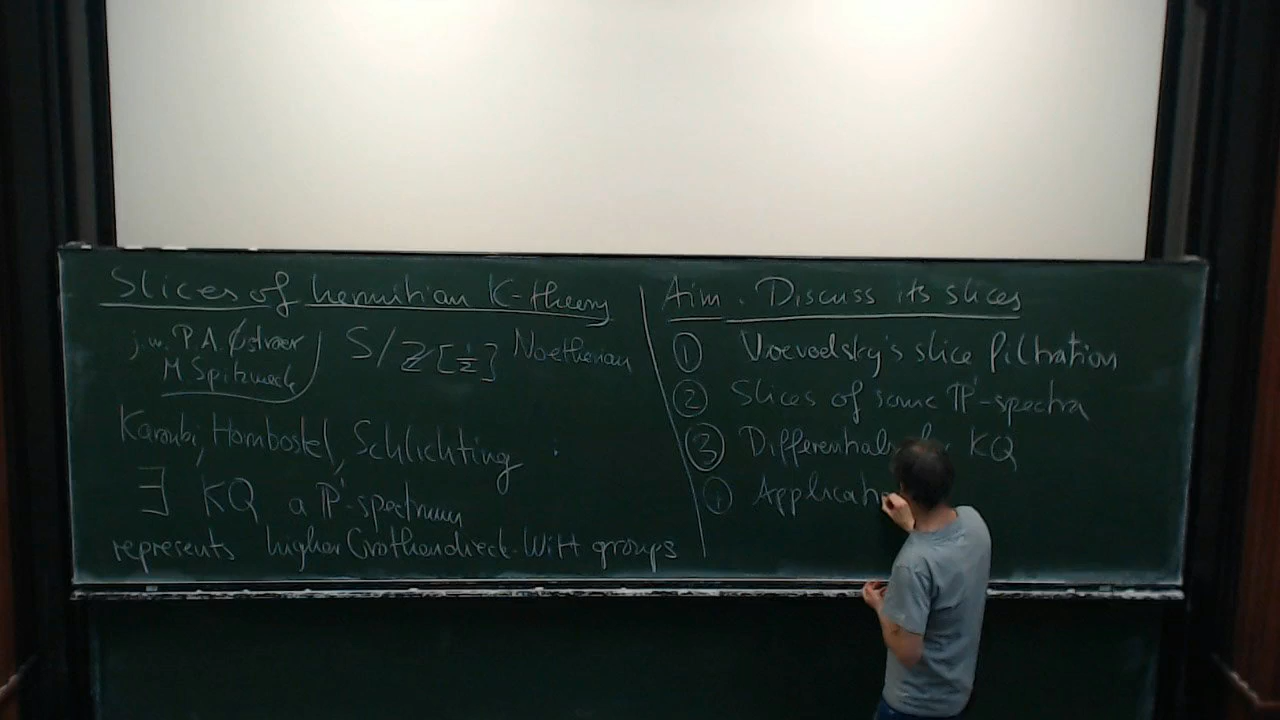 Slices of hermitian K-theory
j.w. P.A. Østvær
M. Spitzweck
S/ℤ[1/2] Noetherian
Karoubi, Hornbostel, Schlichting :
∃ KQ a ℙ¹-spectrum
represents higher Grothendieck-Witt groups
Aim. Discuss its slices
① Voevodsky's slice filtration
② Slices of some ℙ¹-spectra
③ Differentials KQ
④ Applicat